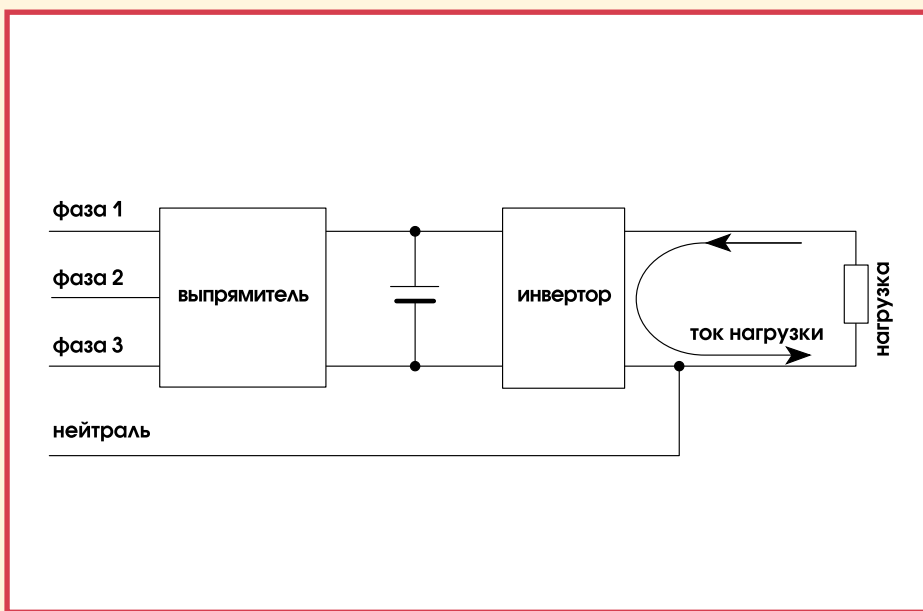 фаза 1
фаза 2
фаза 3
нейтраль
выпрямитель
инвертор
ток нагрузки
нагрузка